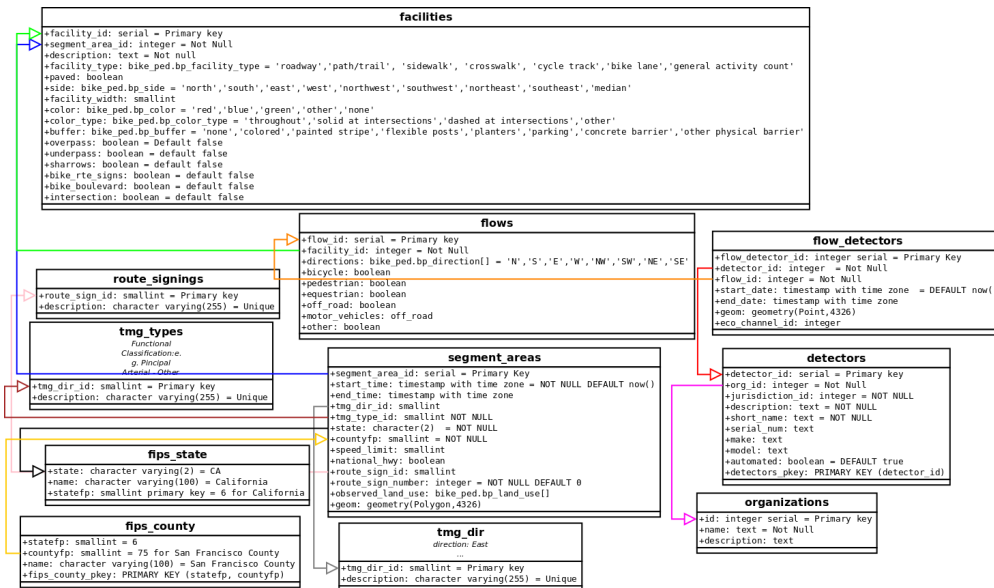 facilities
+facility_id: serial = Primary key
+segment_area_id: integer = Not Null
+description: text = Not null
+facility_type: bike_ped.bp_facility_type = 'roadway','path/trail', 'sidewalk', 'crosswalk', 'cycle track','bike lane','general activity count'
+paved: boolean
+side: bike_ped.bp_side = 'north','south','east','west','northwest','southwest','northeast','southeast','median'
+facility_width: smallint
+color: bike_ped.bp_color = 'red','blue','green','other','none'
+color_type: bike_ped.bp_color_type = 'throughout','solid at intersections','dashed at intersections','other'
+buffer: bike_ped.bp_buffer = 'none','colored','painted stripe','flexible posts','planters','parking','concrete barrier','other physical barrier'
+overpass: boolean = Default false
+underpass: boolean = Default false
+sharrows: boolean = default false
+bike_rte_signs: boolean = default false
+bike_boulevard: boolean = default false
+intersection: boolean = default false
flows
+flow_id: serial = Primary key
+facility_id: integer = Not Null
+directions: bike_ped.bp_direction[] = 'N','S','E','W','NW','SW','NE','SE'
+bicycle: boolean
+pedestrian: boolean
+equestrian: boolean
+off_road: boolean
+motor_vehicles: off_road
+other: boolean
flow_detectors
+flow_detector_id: integer serial = Primary Key
+detector_id: integer = Not Null
+flow_id: integer = Not Null
+start_date: timestamp with time zone = DEFAULT now(
+end_date: timestamp with time zone
+geom: geometry(Point,4326)
+eco_channel_id: integer
route_signings
+route_sign_id: smallint = Primary key
+description: character varying(255) = Unique
tmg_types
Functional
Classification:e.
g. Pincipal
Arterial - Other
+tmg_dir_id: smallint = Primary key
+description: character varying(255) = Unique
segment_areas
+segment_area_id: serial = Primary Key
+start_time: timestamp with time zone = NOT NULL DEFAULT now()
+end_time: timestamp with time zone
+tmg_dir_id: smallint
+tmg_type_id: smallint NOT NULL
+state: character(2) = NOT NULL
+countyfp: smallint = NOT NULL
+speed_limit: smallint
+national_hwy: boolean
+route_sign_id: smallint
+route_sign_number: integer = NOT NULL DEFAULT 0
+observed_land_use: bike_ped.bp_land_use[]
+geom: geometry(Polygon,4326)
detectors
+detector_id: serial = Primary key
+org_id: integer = Not Null
+jurisdiction_id: integer = NOT NULL
+description: text = NOT NULL
+short_name: text = NOT NULL
+serial_num: text
+make: text
+model: text
+automated: boolean = DEFAULT true
+detectors_pkey: PRIMARY KEY (detector_id)
fips_state
+state: character varying(2) = CA
+name: character varying(100) = California
+statefp: smallint primary key = 6 for California
organizations
+id: integer serial = Primary key
+name: text = Not Null
+description: text
fips_county
+statefp: smallint = 6
+countyfp: smallint = 75 for San Francisco County
+name: character varying(100) = San Francisco County
+fips_county_pkey: PRIMARY KEY (statefp, countyfp)
tmg_dir
direction: East
...
+tmg_dir_id: smallint = Primary key
+description: character varying(255) = Unique